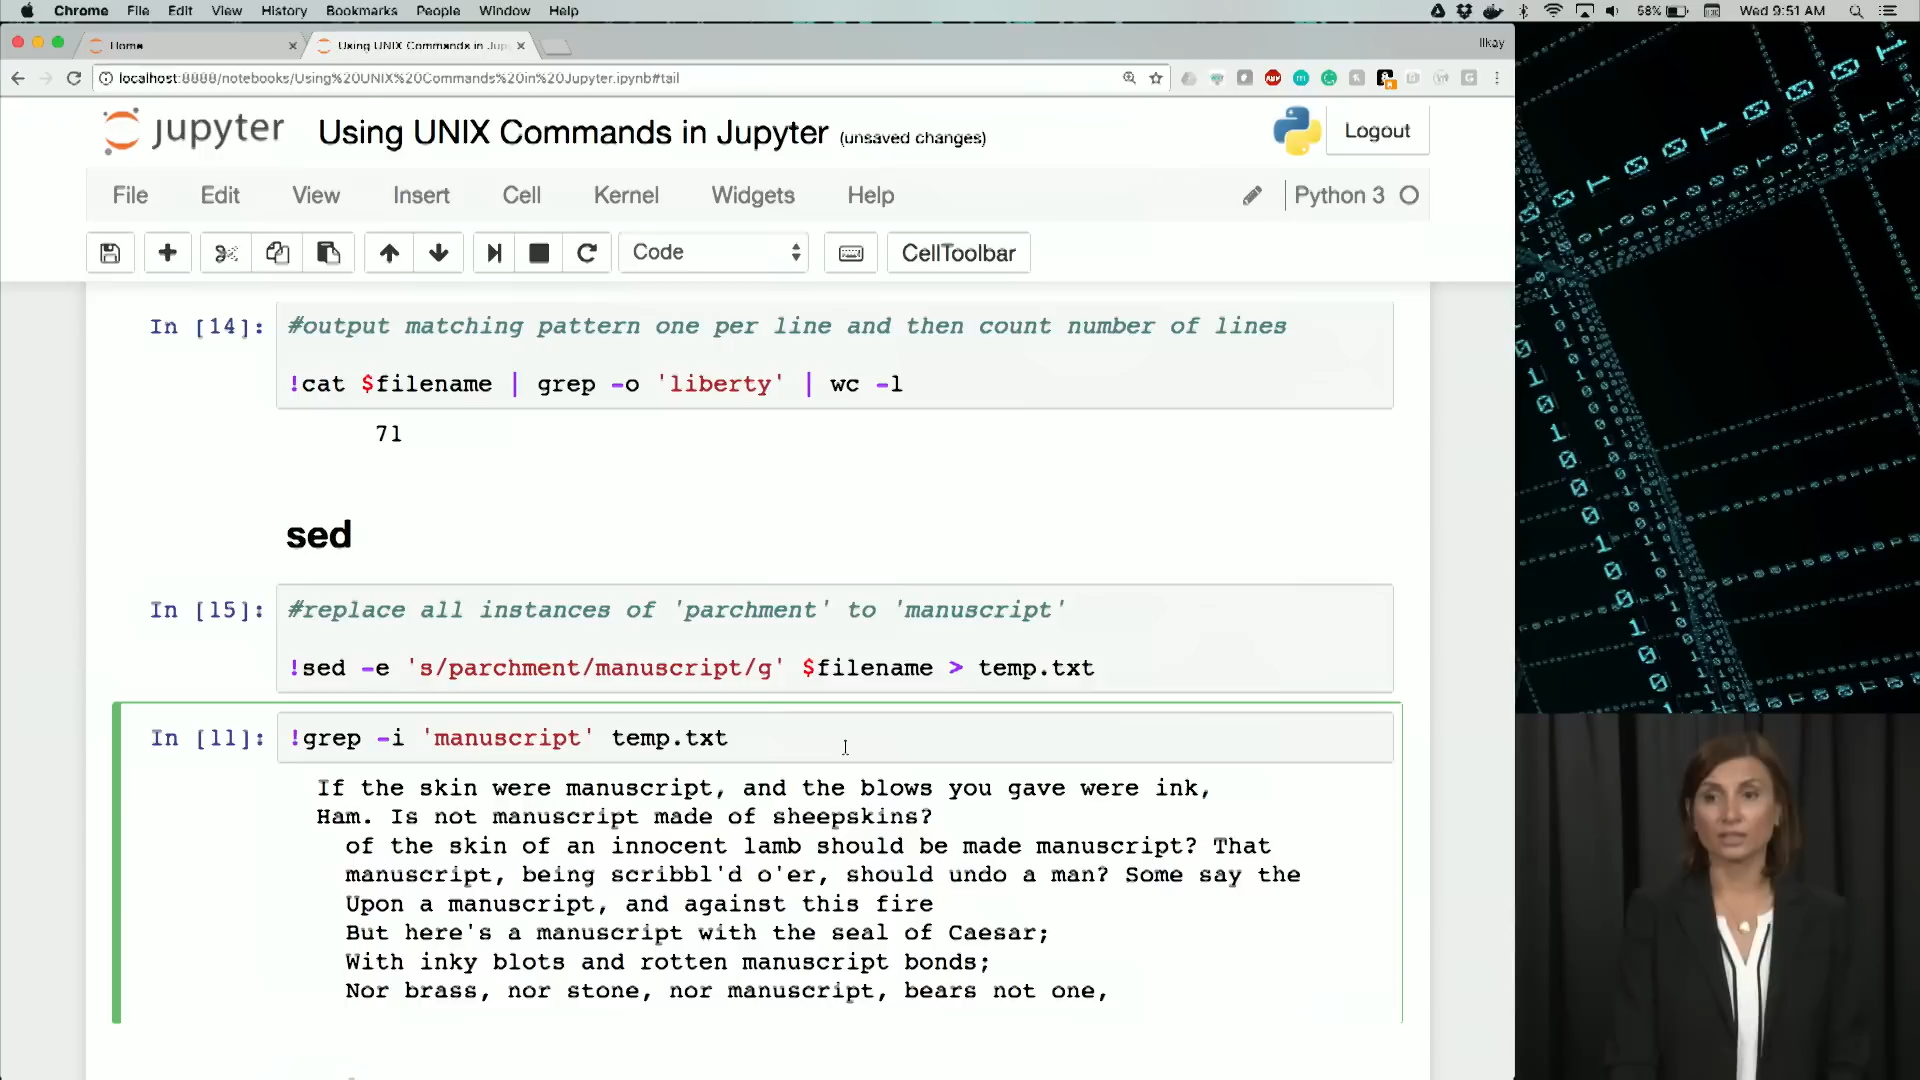 Chrome File Edit View History Bookmarks People Window Help 58% Wed 9:51 AM
Home Using UNIX Commands in Jup Ilkay
localhost:8888/notebooks/Using%20UNIX%20Commands%20in%20Jupyter.ipynb#tail
jupyter Using UNIX Commands in Jupyter (unsaved changes) Logout
File Edit View Insert Cell Kernel Widgets Help Python 3
Code CellToolbar
In [14]: #output matching pattern one per line and then count number of lines
!cat $filename | grep -o 'liberty' | wc -l
71
sed
In [15]: #replace all instances of 'parchment' to 'manuscript'
!sed -e 's/parchment/manuscript/g' $filename > temp.txt
In [11]: !grep -i 'manuscript' temp.txt
If the skin were manuscript, and the blows you gave were ink,
Ham. Is not manuscript made of sheepskins?
of the skin of an innocent lamb should be made manuscript? That
manuscript, being scribbl'd o'er, should undo a man? Some say the
Upon a manuscript, and against this fire
But here's a manuscript with the seal of Caesar;
With inky blots and rotten manuscript bonds;
Nor brass, nor stone, nor manuscript, bears not one,